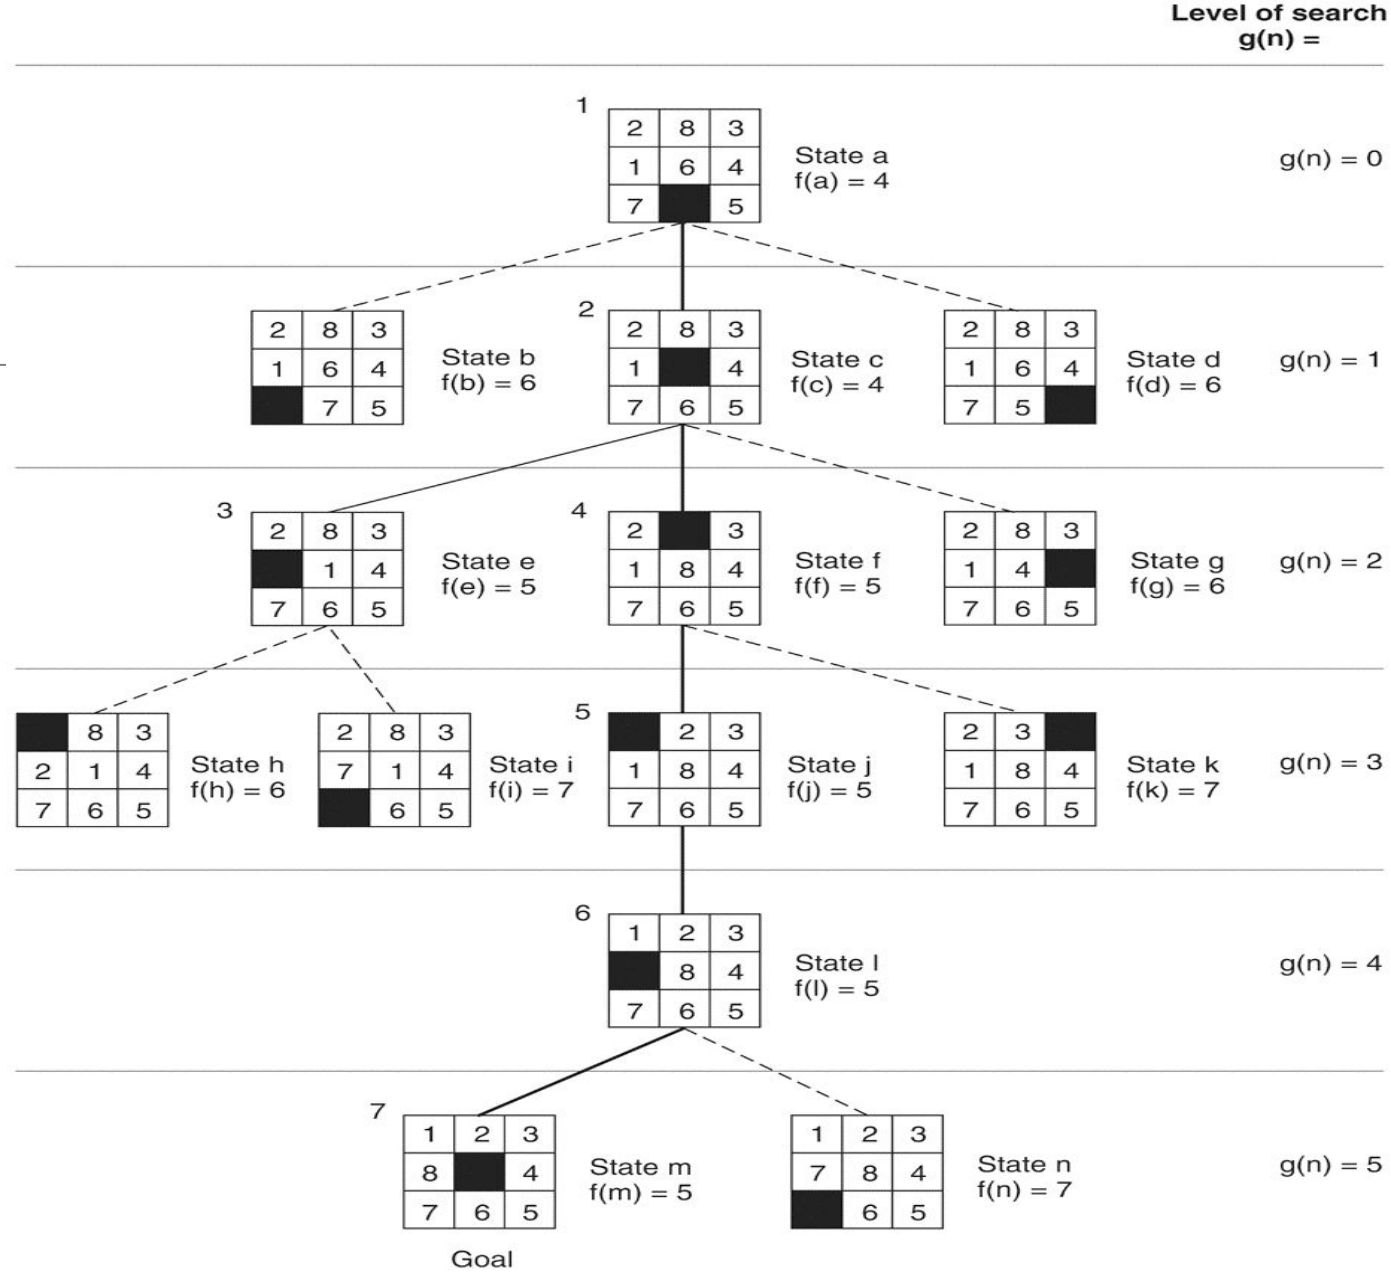 Level of search
g(n) =
1
2 8 3
1 6 4
7 5
State a
f(a) = 4
g(n) = 0
2 8 3
1 6 4
7 5
State b
f(b) = 6
2
2 8 3
1 4
7 6 5
State c
f(c) = 4
2 8 3
1 6 4
7 5
State d
f(d) = 6
g(n) = 1
3
2 8 3
1 4
7 6 5
State e
f(e) = 5
4
2 3
1 8 4
7 6 5
State f
f(f) = 5
2 8 3
1 4
7 6 5
State g
f(g) = 6
g(n) = 2
8 3
2 1 4
7 6 5
State h
f(h) = 6
2 8 3
7 1 4
6 5
State i
f(i) = 7
5
2 3
1 8 4
7 6 5
State j
f(j) = 5
2 3
1 8 4
7 6 5
State k
f(k) = 7
g(n) = 3
6
1 2 3
8 4
7 6 5
State l
f(l) = 5
g(n) = 4
7
1 2 3
8 4
7 6 5
State m
f(m) = 5
Goal
1 2 3
7 8 4
6 5
State n
f(n) = 7
g(n) = 5